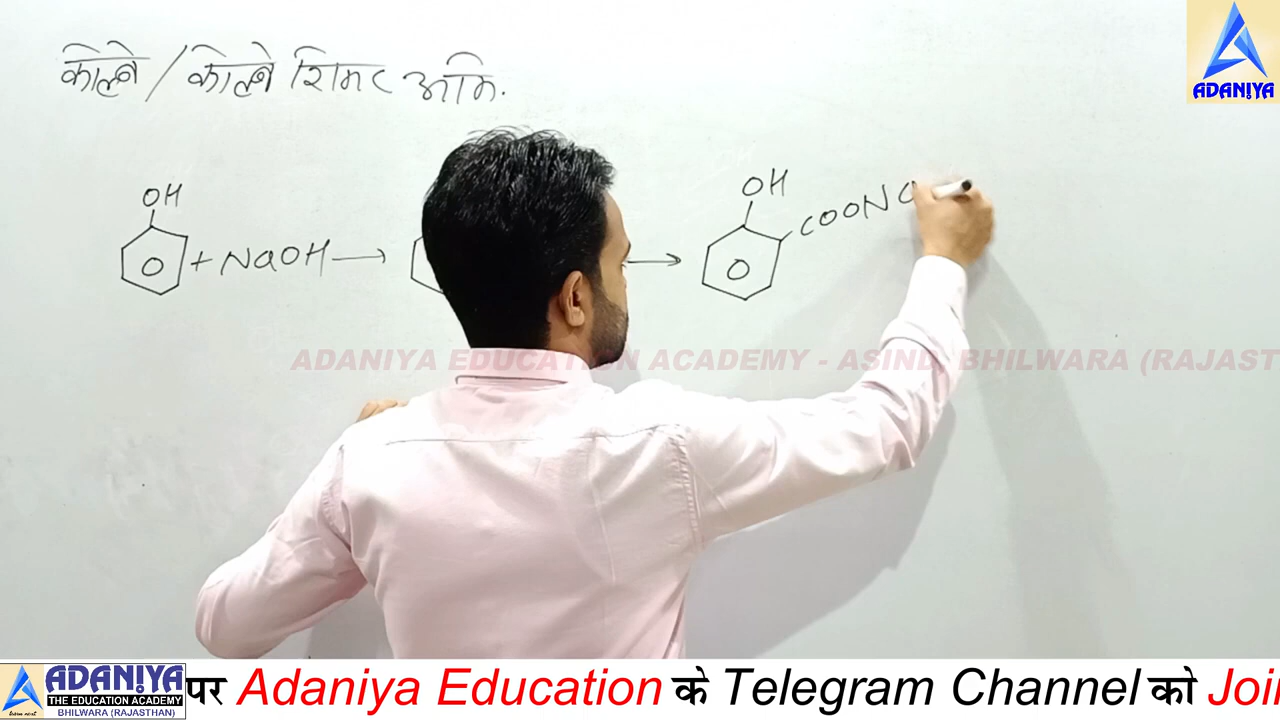 कोल्बे / कोल्बे शिमट अभि.
ADANIYA
OH
+ NaOH →
→
OH
COONa
ADANIYA EDUCATION ACADEMY - ASIND BHILWARA (RAJAST
ADANIYA
THE EDUCATION ACADEMY
BHILWARA (RAJASTHAN)
पर Adaniya Education के Telegram Channel को Join